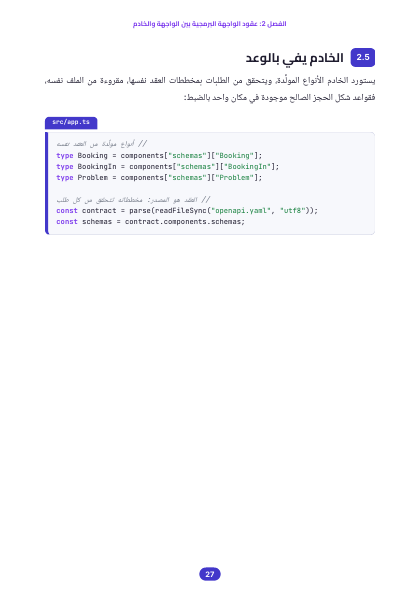 الفصل 2: عقود الواجهة البرمجية بين الواجهة والخادم
2.5 الخادم يفي بالوعد
يستورد الخادم الأنواع المولَّدة، ويتحقق من الطلبات بمخططات العقد نفسها، مقروءة من الملف نفسه،
فقواعد شكل الحجز الصالح موجودة في مكان واحد بالضبط:
src/app.ts
// أنواع مولّدة من العقد نفسه
type Booking = components["schemas"]["Booking"];
type BookingIn = components["schemas"]["BookingIn"];
type Problem = components["schemas"]["Problem"];
// العقد هو المصدر: مخططاته تتحقق من كل طلب
const contract = parse(readFileSync("openapi.yaml", "utf8"));
const schemas = contract.components.schemas;
27